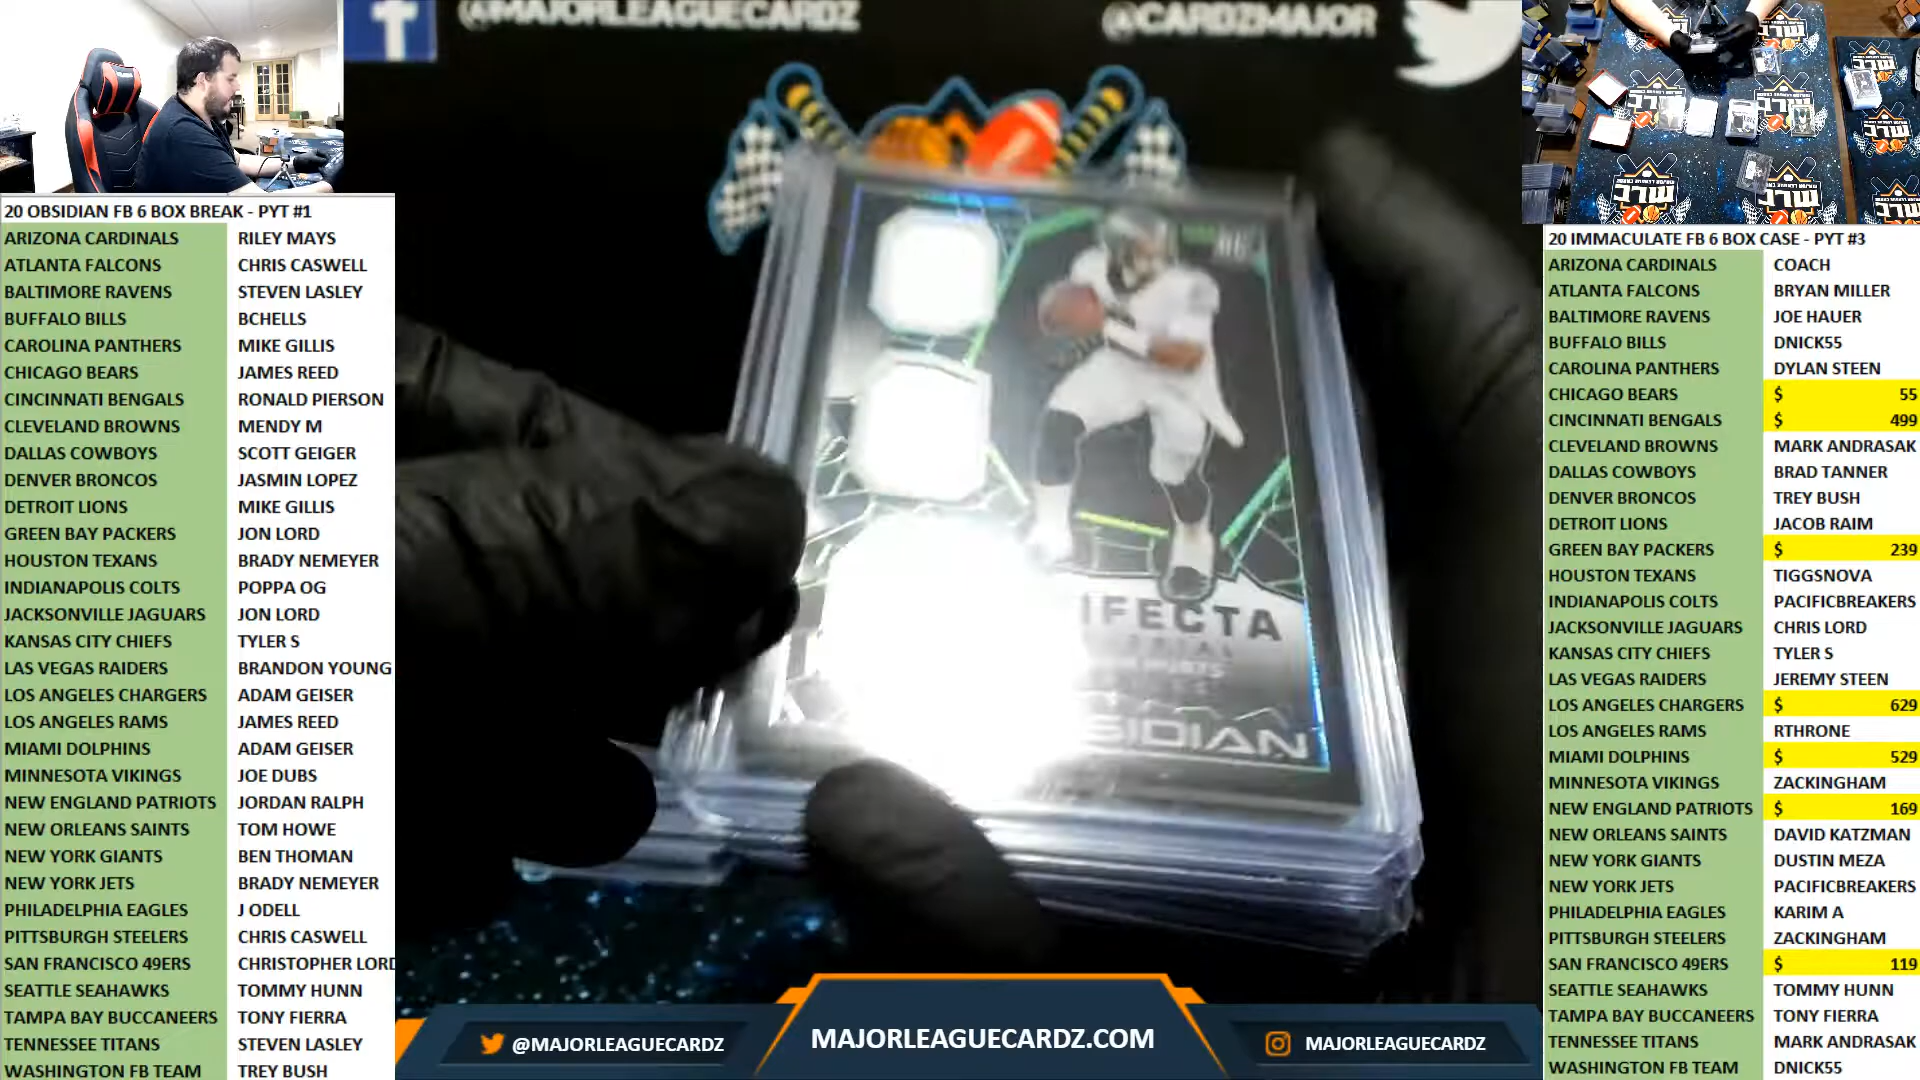 @MAJORLEAGUECARDZ
@CARDZMAJOR
20 OBSIDIAN FB 6 BOX BREAK - PYT #1
ARIZONA CARDINALS RILEY MAYS
ATLANTA FALCONS CHRIS CASWELL
BALTIMORE RAVENS STEVEN LASLEY
BUFFALO BILLS BCHELLS
CAROLINA PANTHERS MIKE GILLIS
CHICAGO BEARS JAMES REED
CINCINNATI BENGALS RONALD PIERSON
CLEVELAND BROWNS MENDY M
DALLAS COWBOYS SCOTT GEIGER
DENVER BRONCOS JASMIN LOPEZ
DETROIT LIONS MIKE GILLIS
GREEN BAY PACKERS JON LORD
HOUSTON TEXANS BRADY NEMEYER
INDIANAPOLIS COLTS POPPA OG
JACKSONVILLE JAGUARS JON LORD
KANSAS CITY CHIEFS TYLER S
LAS VEGAS RAIDERS BRANDON YOUNG
LOS ANGELES CHARGERS ADAM GEISER
LOS ANGELES RAMS JAMES REED
MIAMI DOLPHINS ADAM GEISER
MINNESOTA VIKINGS JOE DUBS
NEW ENGLAND PATRIOTS JORDAN RALPH
NEW ORLEANS SAINTS TOM HOWE
NEW YORK GIANTS BEN THOMAN
NEW YORK JETS BRADY NEMEYER
PHILADELPHIA EAGLES J ODELL
PITTSBURGH STEELERS CHRIS CASWELL
SAN FRANCISCO 49ERS CHRISTOPHER LORD
SEATTLE SEAHAWKS TOMMY HUNN
TAMPA BAY BUCCANEERS TONY FIERRA
TENNESSEE TITANS STEVEN LASLEY
WASHINGTON FB TEAM TREY BUSH
IFECTA
SIDIAN
@MAJORLEAGUECARDZ
MAJORLEAGUECARDZ.COM
MAJORLEAGUECARDZ
20 IMMACULATE FB 6 BOX CASE - PYT #3
ARIZONA CARDINALS COACH
ATLANTA FALCONS BRYAN MILLER
BALTIMORE RAVENS JOE HAUER
BUFFALO BILLS DNICK55
CAROLINA PANTHERS DYLAN STEEN
CHICAGO BEARS $ 55
CINCINNATI BENGALS $ 499
CLEVELAND BROWNS MARK ANDRASAK
DALLAS COWBOYS BRAD TANNER
DENVER BRONCOS TREY BUSH
DETROIT LIONS JACOB RAIM
GREEN BAY PACKERS $ 239
HOUSTON TEXANS TIGGSNOVA
INDIANAPOLIS COLTS PACIFICBREAKERS
JACKSONVILLE JAGUARS CHRIS LORD
KANSAS CITY CHIEFS TYLER S
LAS VEGAS RAIDERS JEREMY STEEN
LOS ANGELES CHARGERS $ 629
LOS ANGELES RAMS RTHRONE
MIAMI DOLPHINS $ 529
MINNESOTA VIKINGS ZACKINGHAM
NEW ENGLAND PATRIOTS $ 169
NEW ORLEANS SAINTS DAVID KATZMAN
NEW YORK GIANTS DUSTIN MEZA
NEW YORK JETS PACIFICBREAKERS
PHILADELPHIA EAGLES KARIM A
PITTSBURGH STEELERS ZACKINGHAM
SAN FRANCISCO 49ERS $ 119
SEATTLE SEAHAWKS TOMMY HUNN
TAMPA BAY BUCCANEERS TONY FIERRA
TENNESSEE TITANS MARK ANDRASAK
WASHINGTON FB TEAM DNICK55